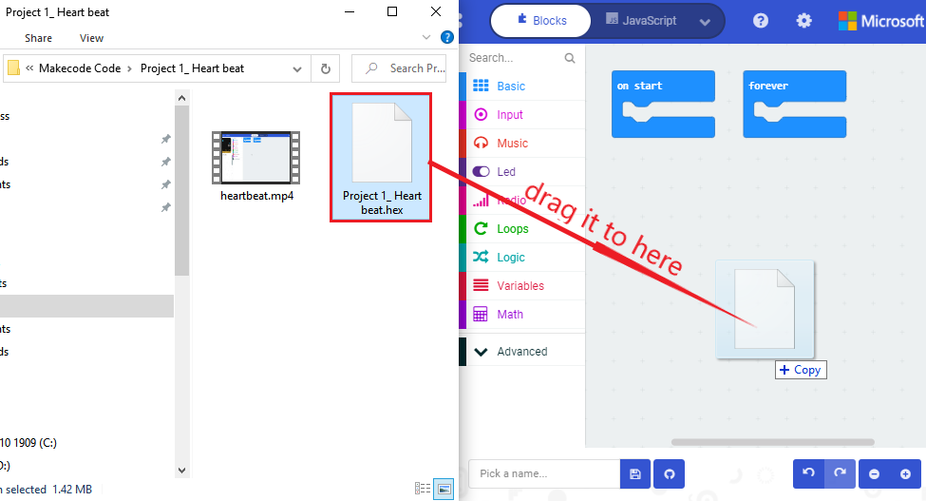 Project 1_ Heart beat
Share View
« Makecode Code > Project 1_ Heart beat
Search Pr...
ss
ds
nts
heartbeat.mp4
Project 1_ Heart
beat.hex
ts
nts
ds
10 1909 (C:)
D:)
n selected 1.42 MB
Blocks
JavaScript
Microsoft
Search...
Basic
Input
Music
Led
Radio
Loops
Logic
Variables
Math
Advanced
on start
forever
drag it to here
+ Copy
Pick a name...